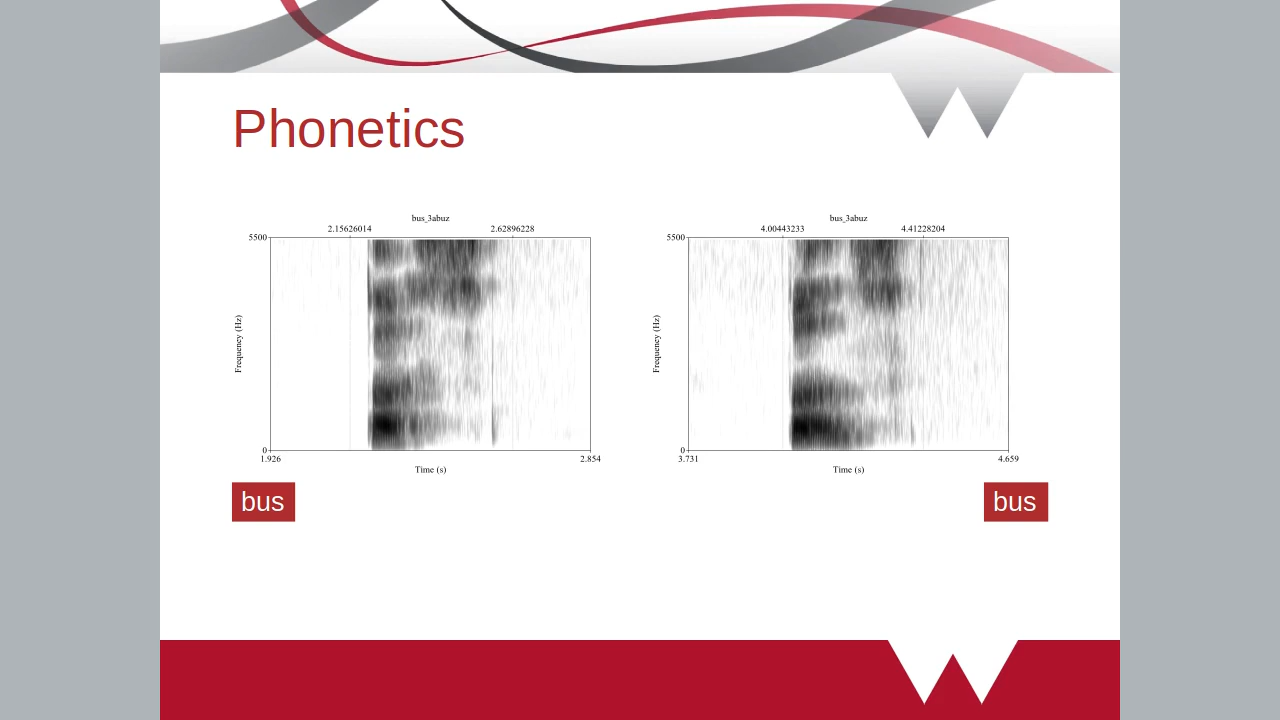 Phonetics
bus_3abuz
2.15626014 2.62896228
5500
Frequency (Hz)
0
1.926 2.854
Time (s)
bus_3abuz
4.00443233 4.41228204
5500
Frequency (Hz)
0
3.731 4.659
Time (s)
bus
bus